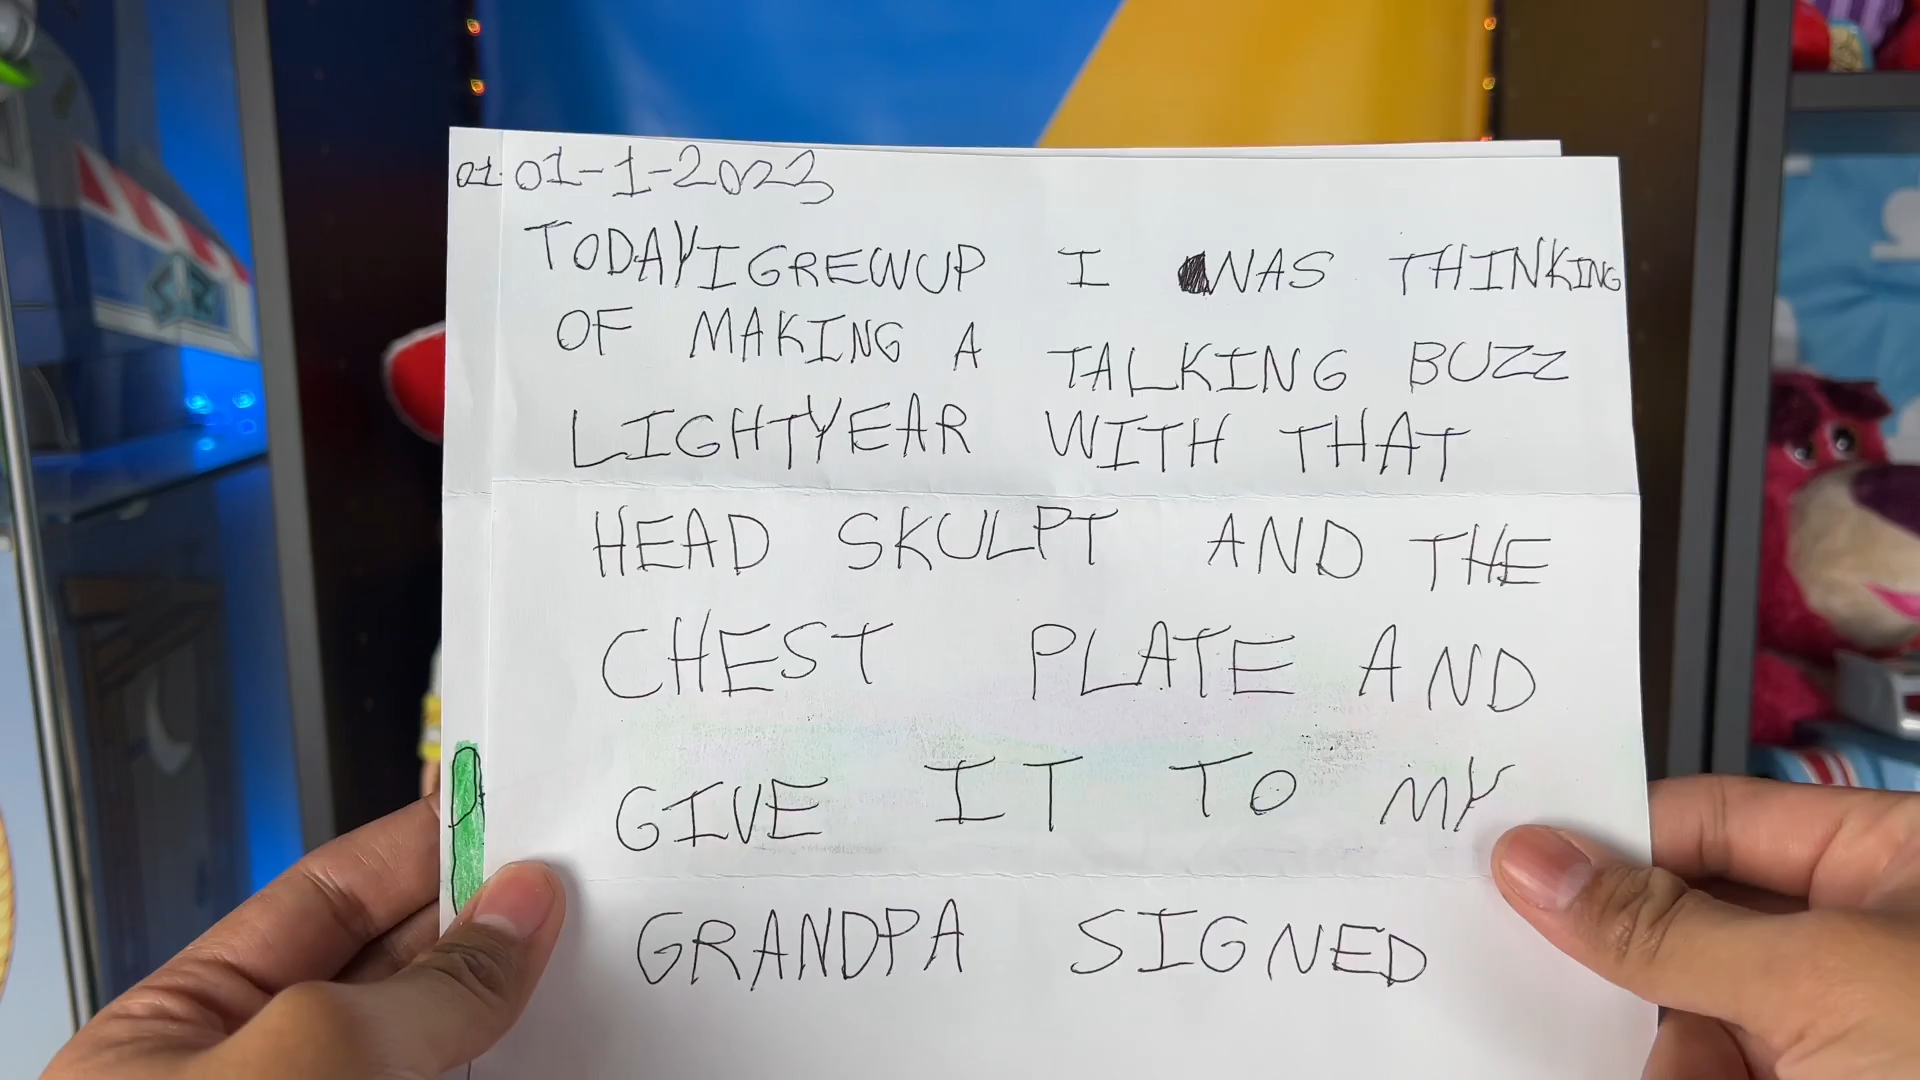 01 01-1-2023
TODAY I GREW UP I WAS THINKING
OF MAKING A TALKING BUZZ
LIGHTYEAR WITH THAT
HEAD SKULPT AND THE
CHEST PLATE AND
GIVE IT TO MY
GRANDPA SIGNED